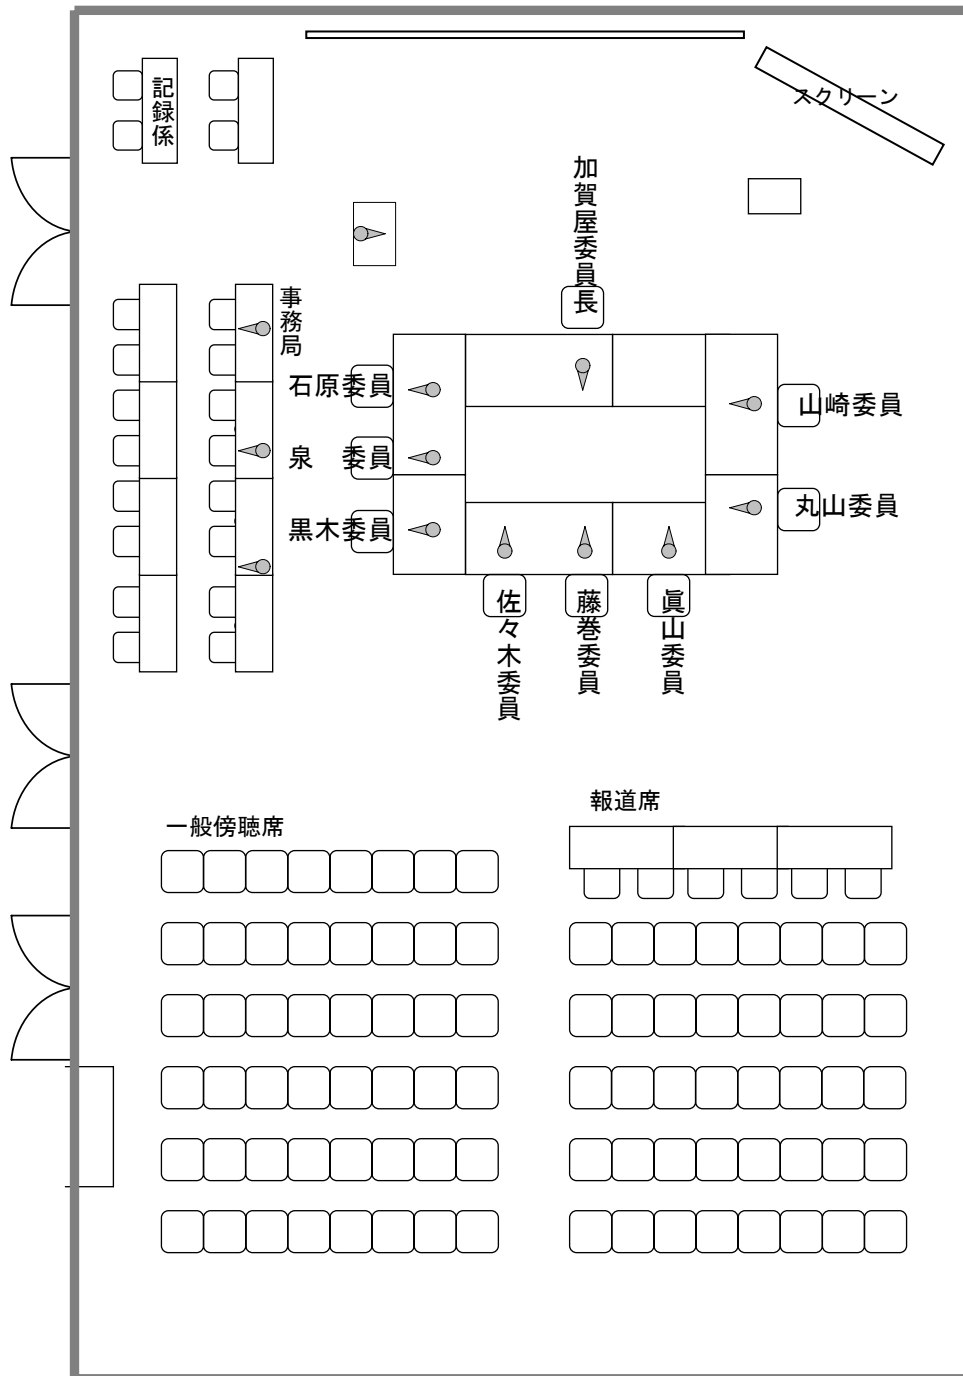 記録係
スクリーン
加賀屋委員長
事務局
石原委員
山崎委員
泉　委員
丸山委員
黒木委員
佐々木委員
藤巻委員
眞山委員
報道席
一般傍聴席